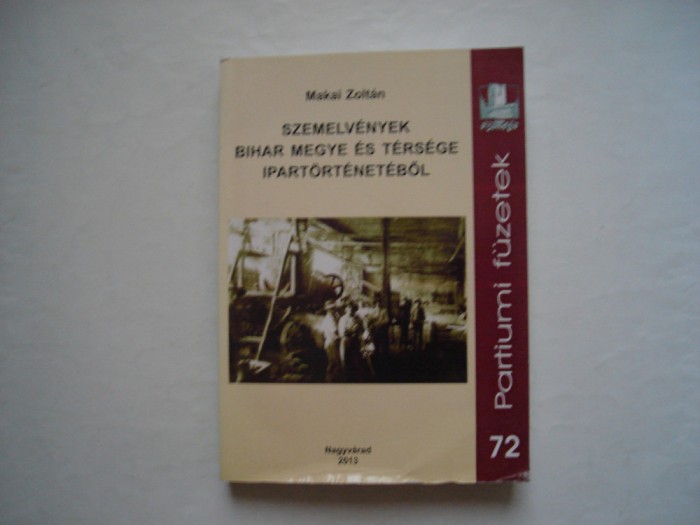 Makai Zoltán
SZEMELVÉNYEK
BIHAR MEGYE ÉS TÉRSÉGE
IPARTÖRTÉNETÉBŐL
Nagyvárad
2013
Partiumi füzetek
72